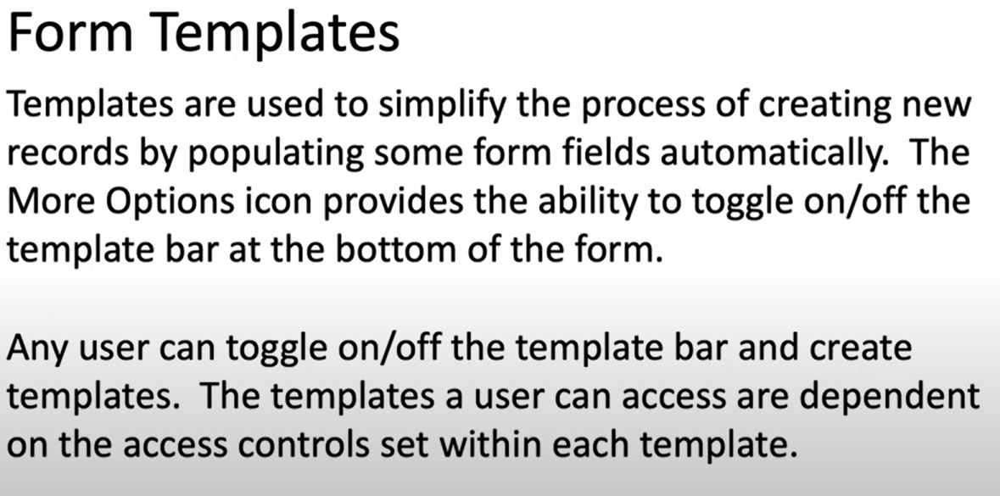 Form Templates
Templates are used to simplify the process of creating new
records by populating some form fields automatically.  The
More Options icon provides the ability to toggle on/off the
template bar at the bottom of the form.
Any user can toggle on/off the template bar and create
templates.  The templates a user can access are dependent
on the access controls set within each template.